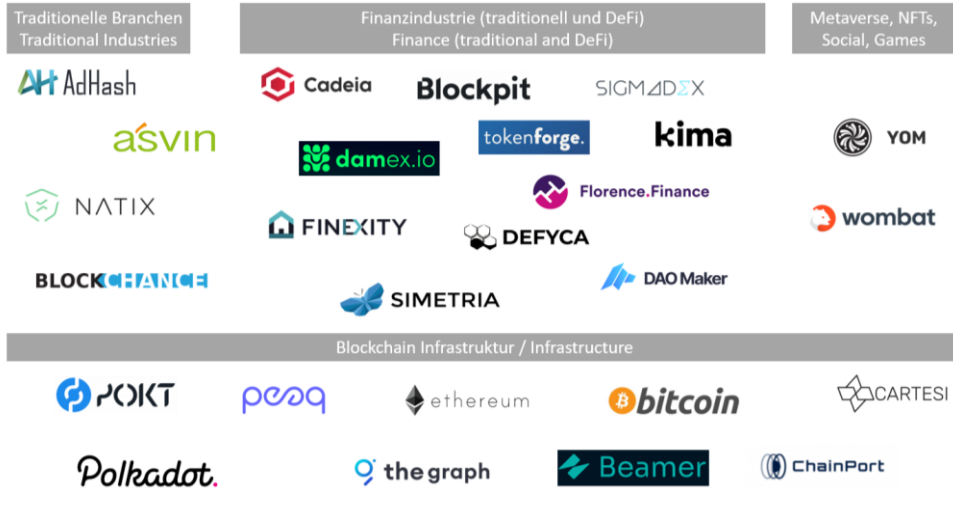 Traditionelle Branchen
Traditional Industries
Finanzindustrie (traditionell und DeFi)
Finance (traditional and DeFi)
Metaverse, NFTs,
Social, Games
AH AdHash
asvin
NATIX
BLOCKCHANCE
Cadeia
Blockpit
SIGMADEX
damex.io
tokenforge.
kima
Florence.Finance
FINEXITY
DEFYCA
SIMETRIA
DAO Maker
YOM
wombat
Blockchain Infrastruktur / Infrastructure
POKT
peaq
ethereum
bitcoin
CARTESI
Polkadot.
the graph
Beamer
ChainPort